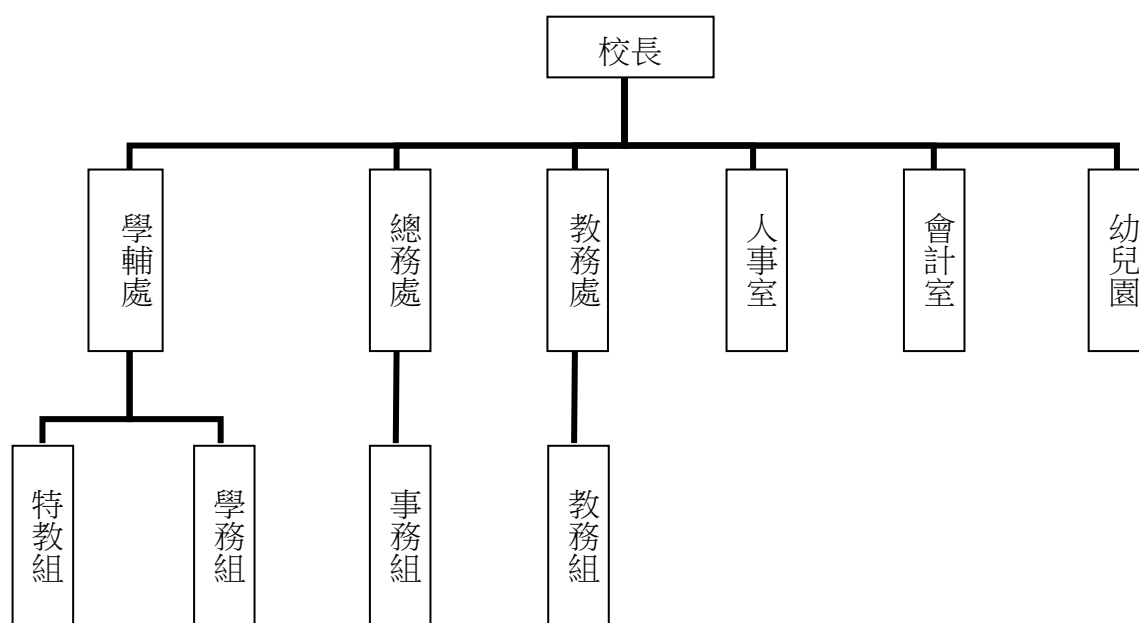 校長
學輔處
總務處
教務處
人事室
會計室
幼兒園
特教組
學務組
事務組
教務組